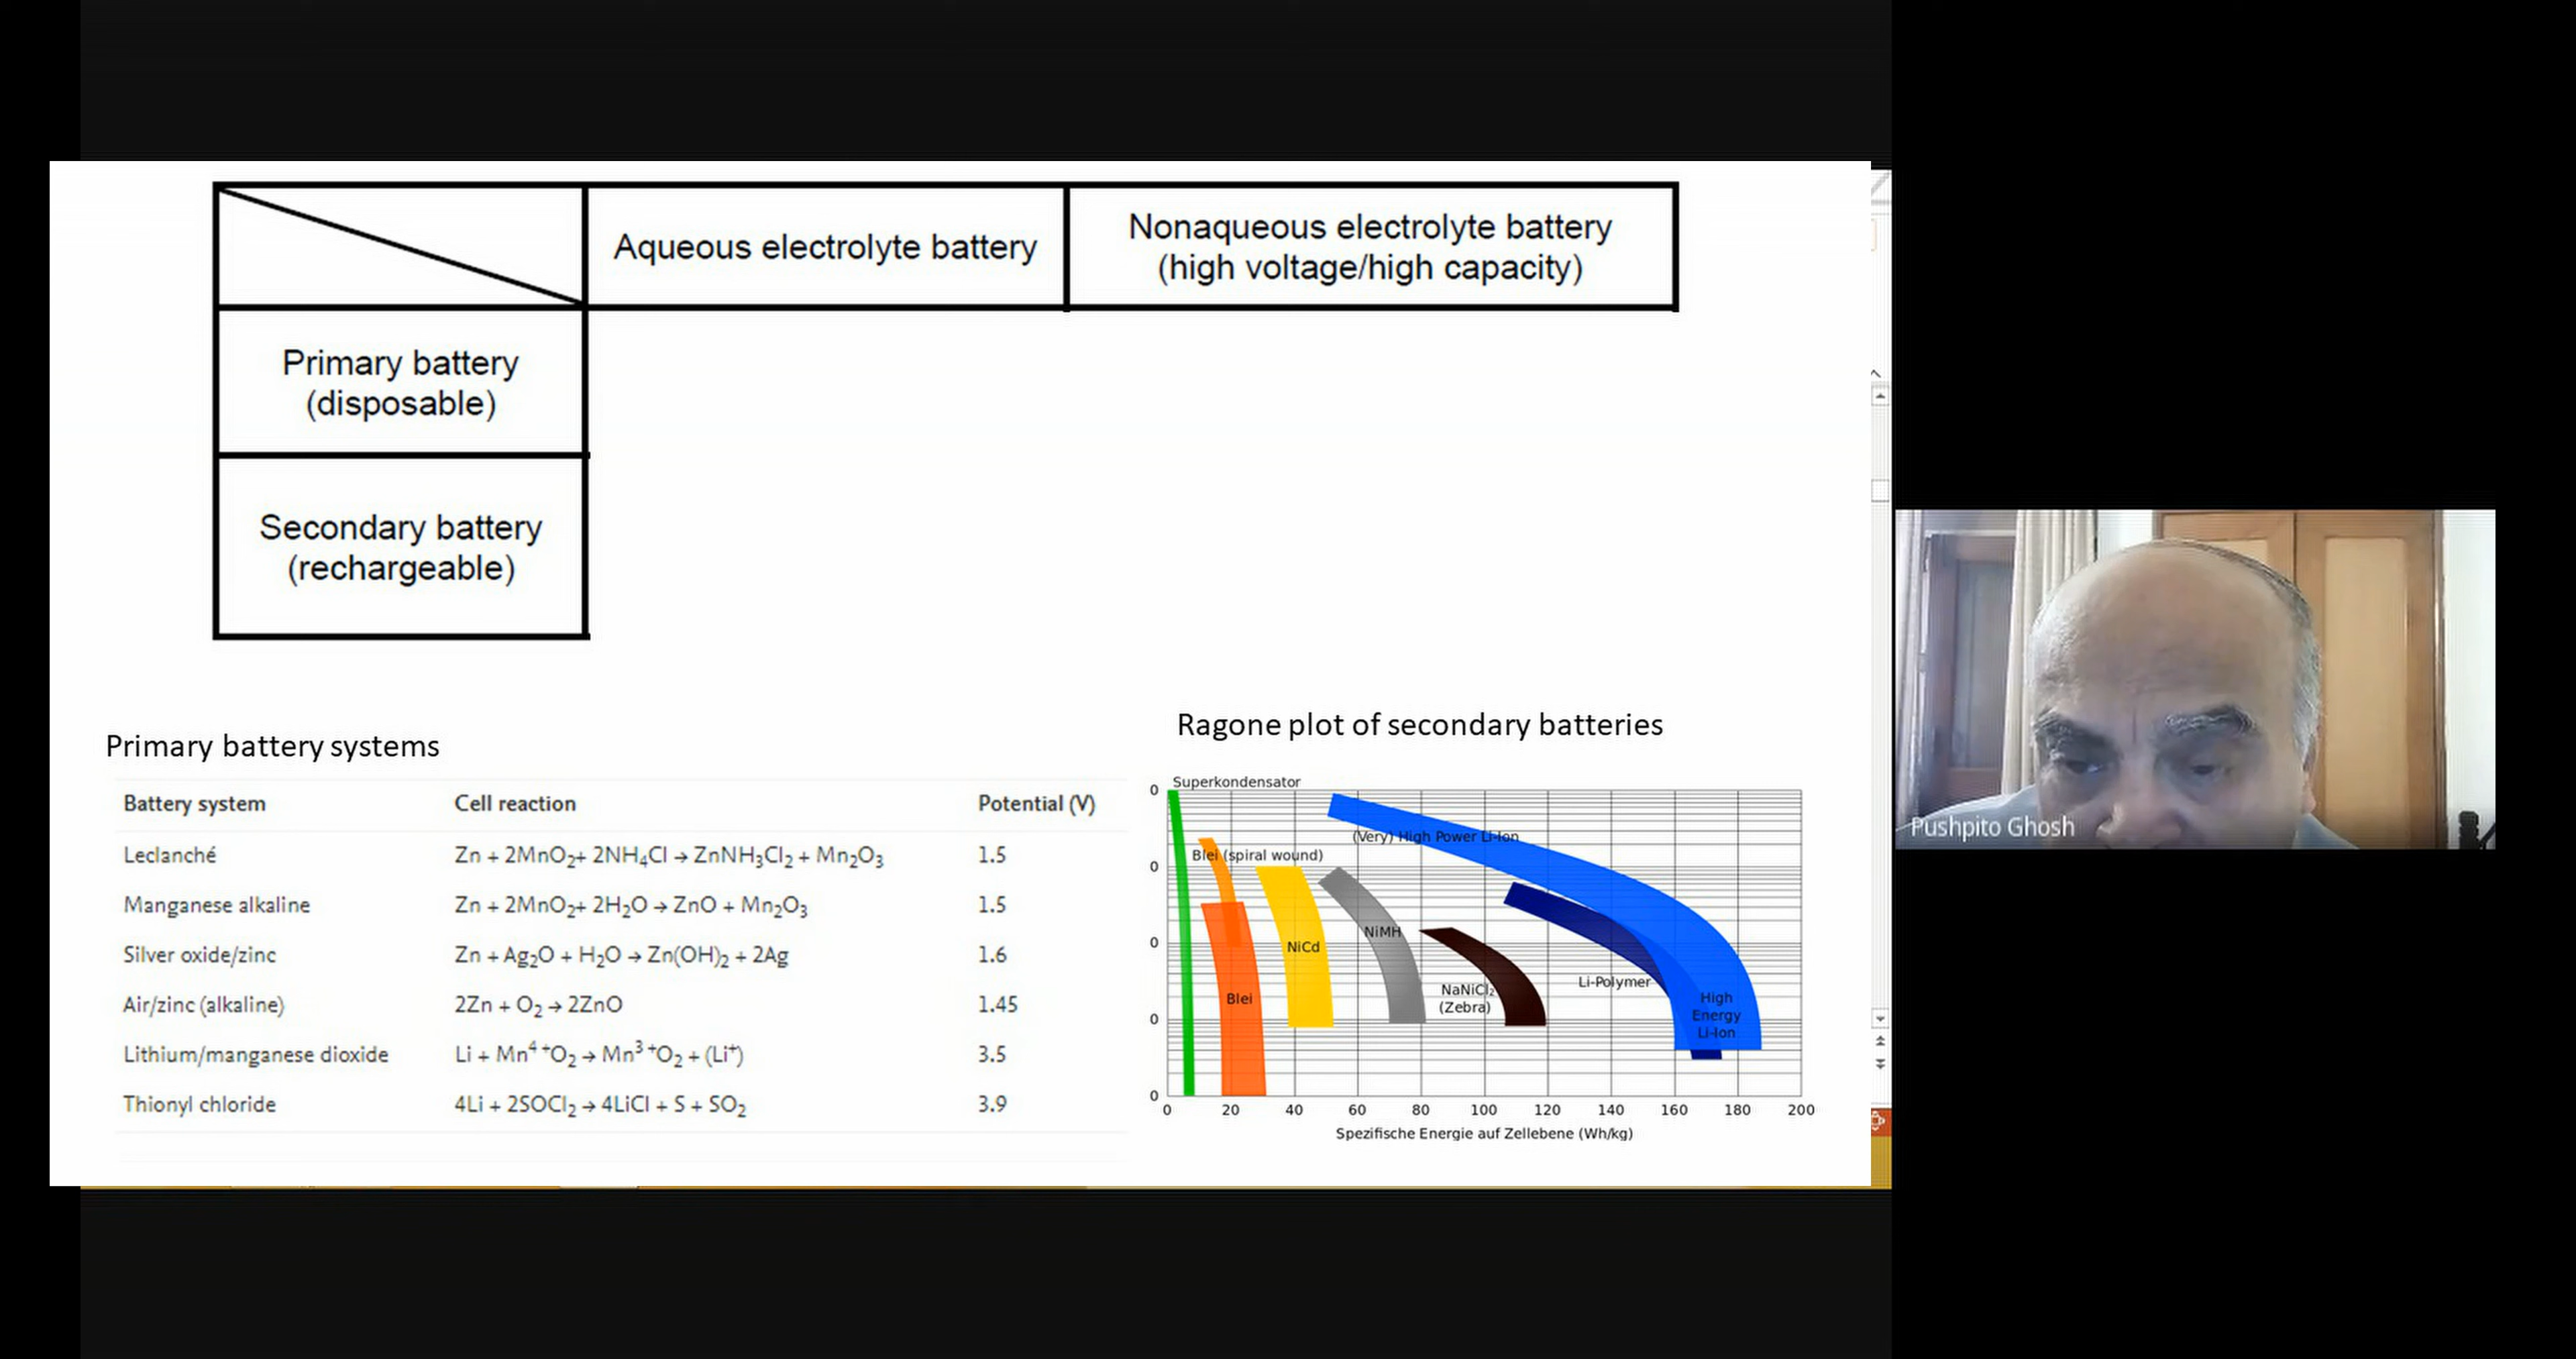 Aqueous electrolyte battery
Nonaqueous electrolyte battery
(high voltage/high capacity)
Primary battery
(disposable)
Secondary battery
(rechargeable)
Primary battery systems
Battery system Cell reaction Potential (V)
Leclanché Zn + 2MnO₂+ 2NH₄Cl → ZnNH₃Cl₂ + Mn₂O₃ 1.5
Manganese alkaline Zn + 2MnO₂+ 2H₂O → ZnO + Mn₂O₃ 1.5
Silver oxide/zinc Zn + Ag₂O + H₂O → Zn(OH)₂ + 2Ag 1.6
Air/zinc (alkaline) 2Zn + O₂ → 2ZnO 1.45
Lithium/manganese dioxide Li + Mn⁴⁺O₂ → Mn³⁺O₂ + (Li⁺) 3.5
Thionyl chloride 4Li + 2SOCl₂ → 4LiCl + S + SO₂ 3.9
Ragone plot of secondary batteries
Superkondensator
0
(Very) High Power Li-Ion
Blei (spiral wound)
0
NiMH
0
NiCd
Li-Polymer
NaNiCl₂
(Zebra)
Blei
High
Energy
Li-Ion
0
0
0 20 40 60 80 100 120 140 160 180 200
Spezifische Energie auf Zellebene (Wh/kg)
Pushpito Ghosh